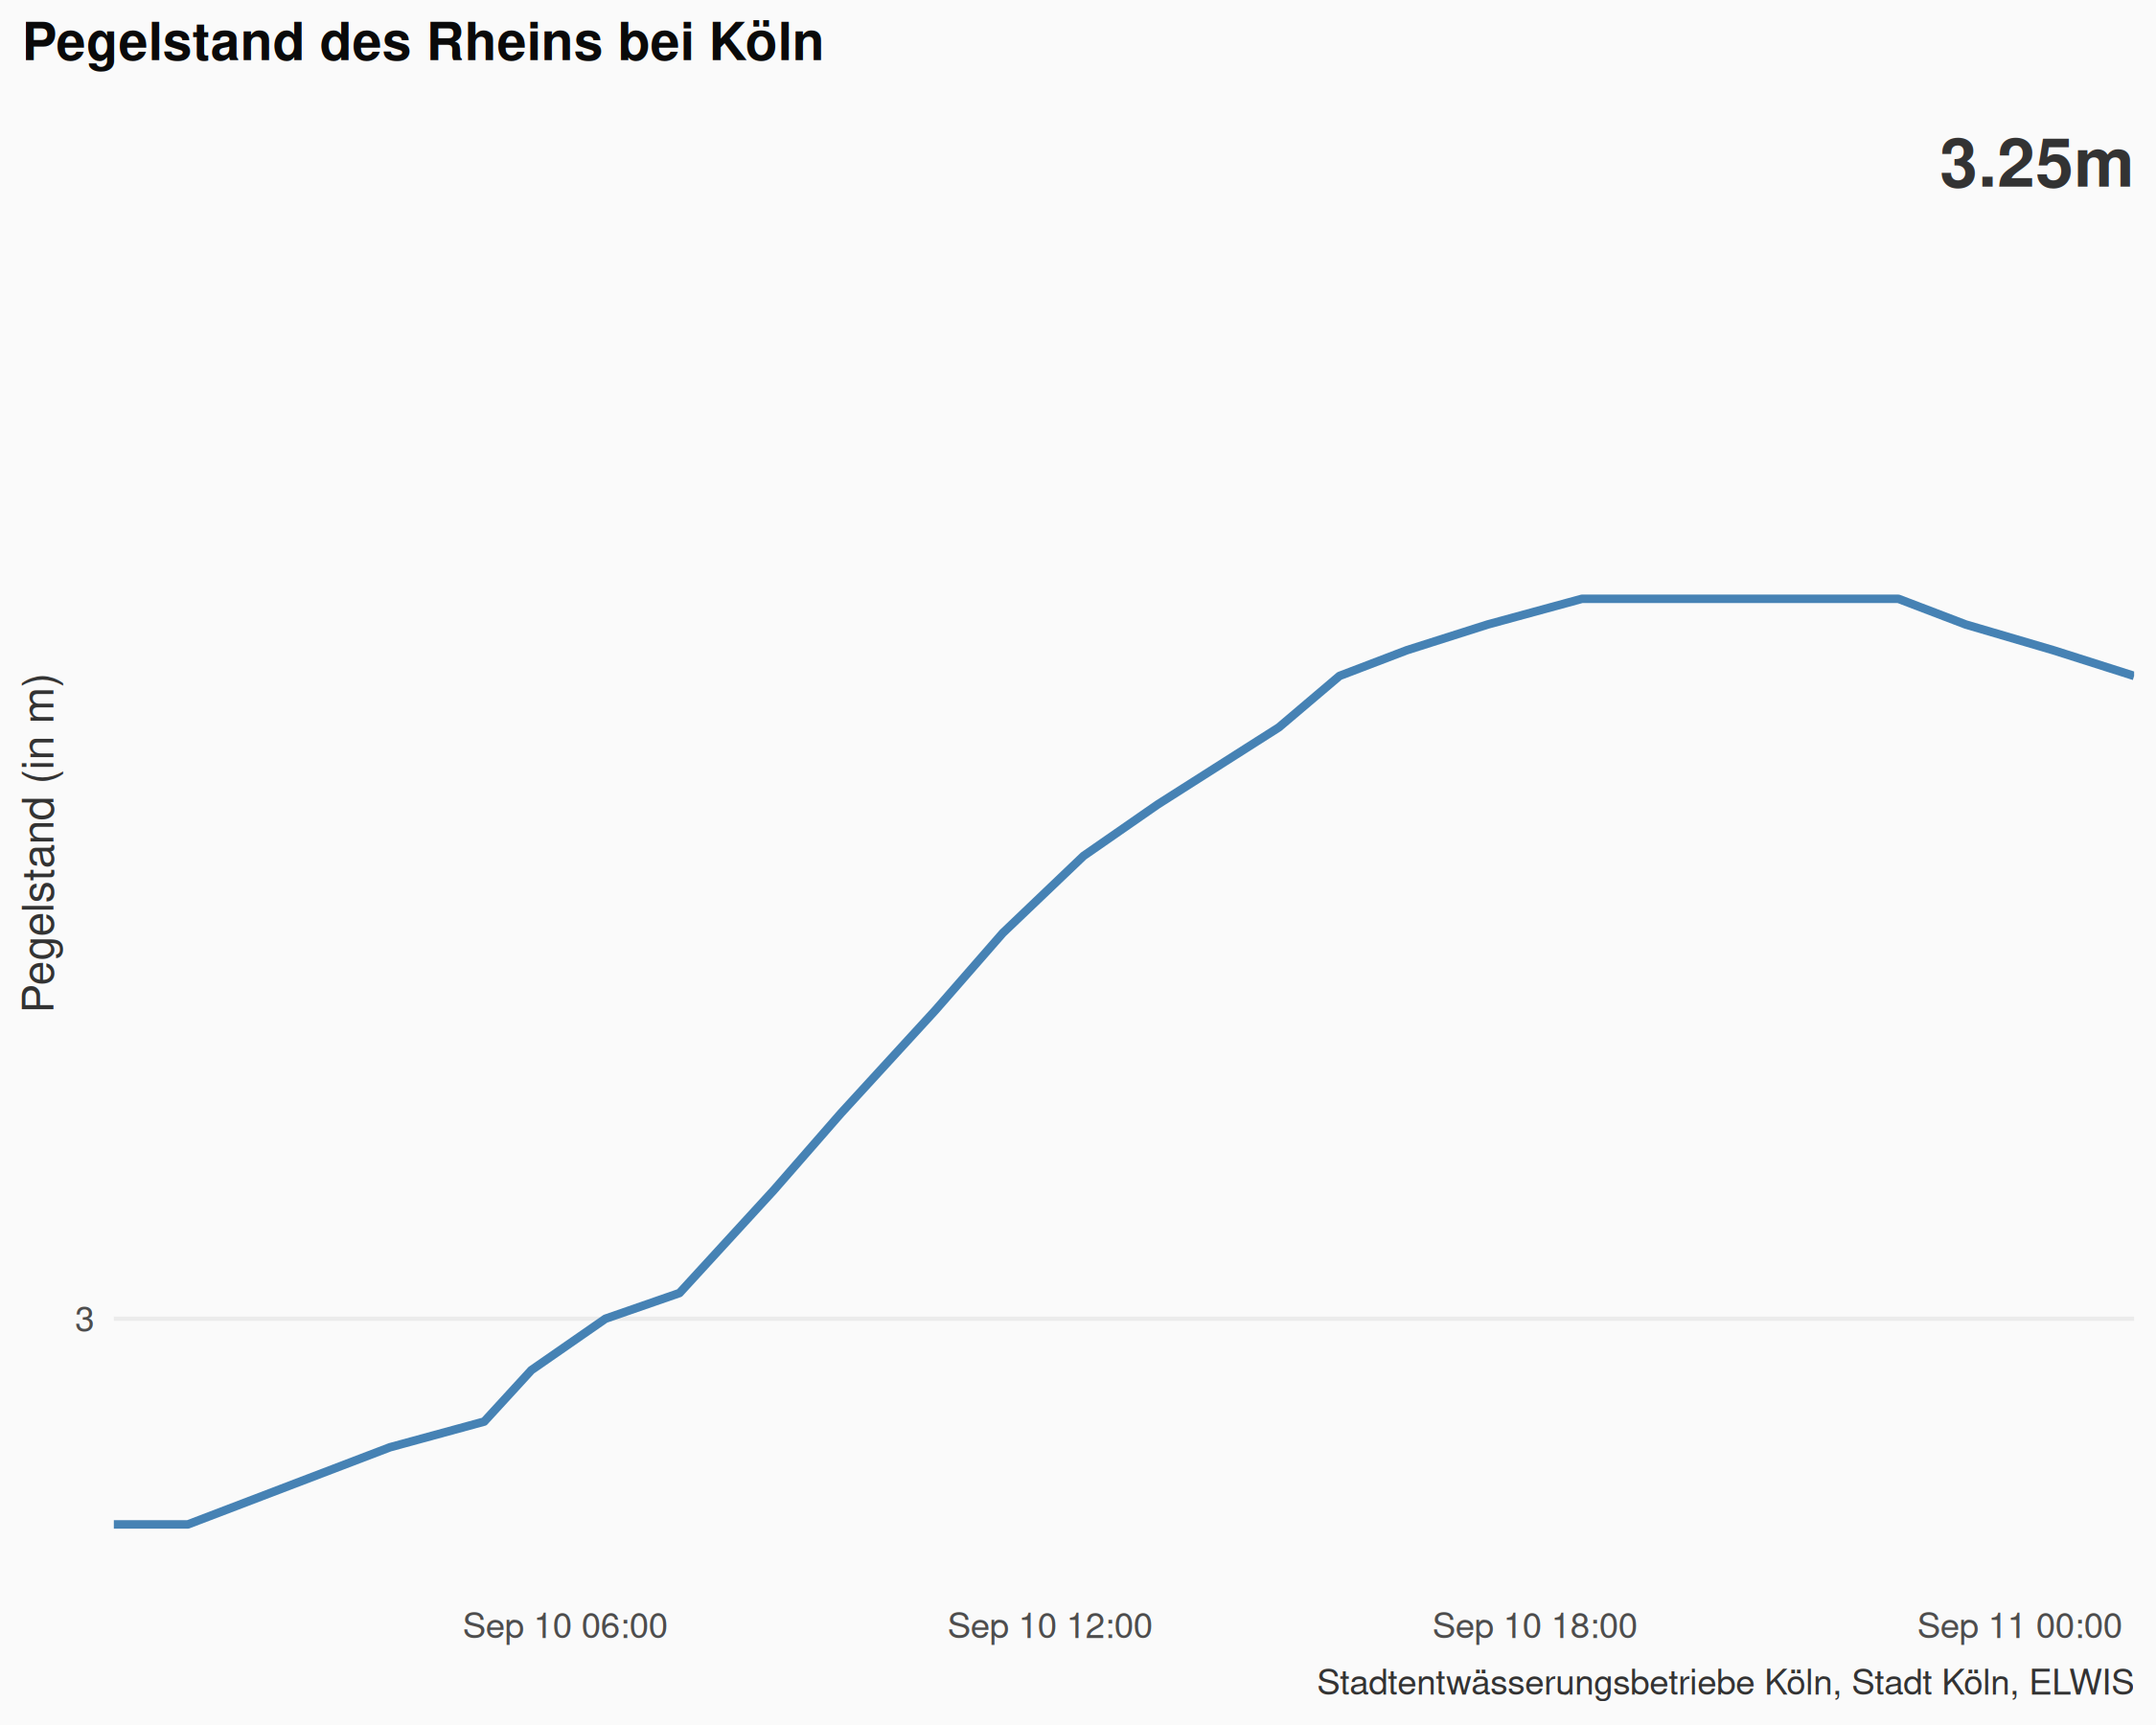 Pegelstand des Rheins bei Köln
3.25m
Pegelstand (in m)
3
Sep 10 06:00
Sep 10 12:00
Sep 10 18:00
Sep 11 00:00
Stadtentwässerungsbetriebe Köln, Stadt Köln, ELWIS